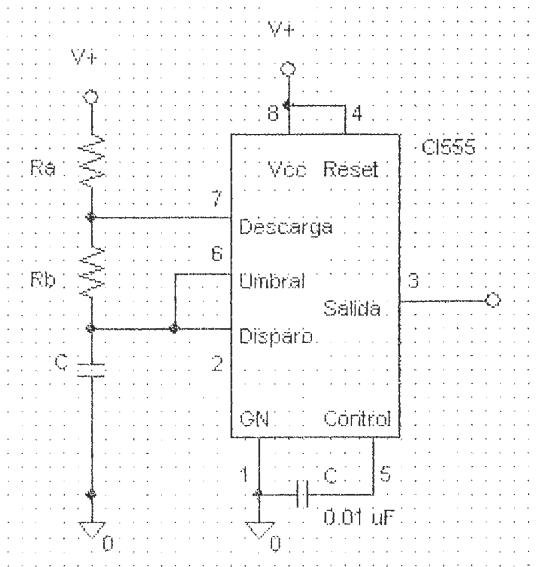 V+
V+
8
4
CI555
Ra
Vcc Reset
7
Descarga
6
Rb
Umbral
3
Salida
Disparo
C
2
GN Control
1
C
5
0.01 uF
0
0